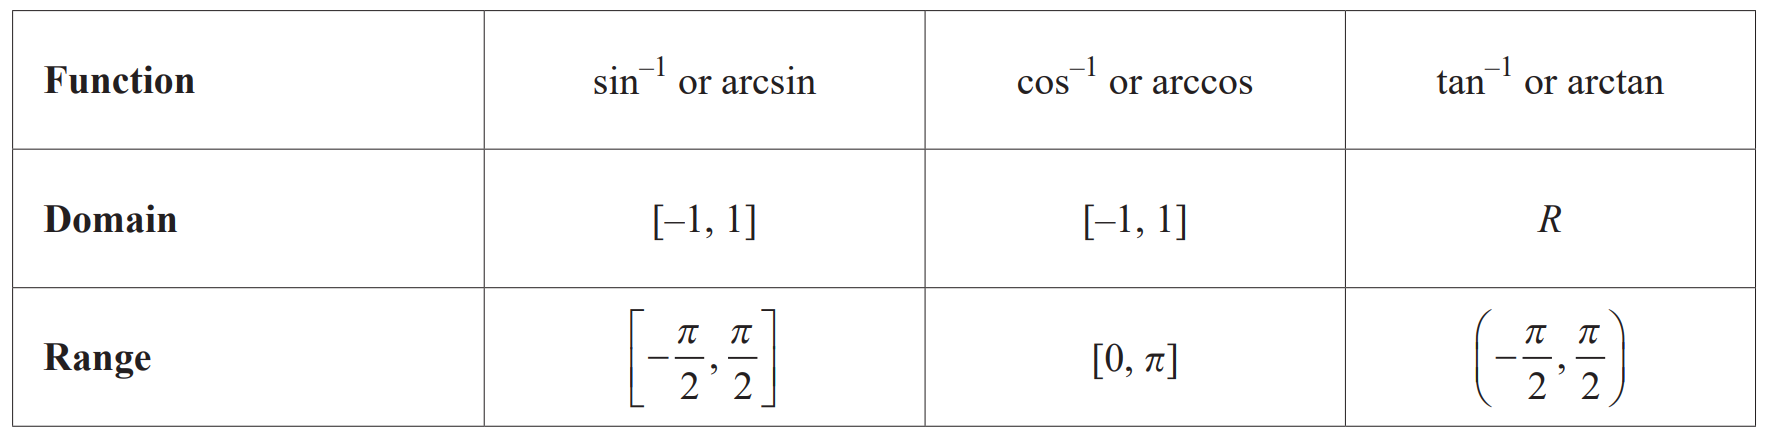 Function sin⁻¹ or arcsin cos⁻¹ or arccos tan⁻¹ or arctan
Domain [–1, 1] [–1, 1] R
Range [−π/2, π/2] [0, π] (−π/2, π/2)